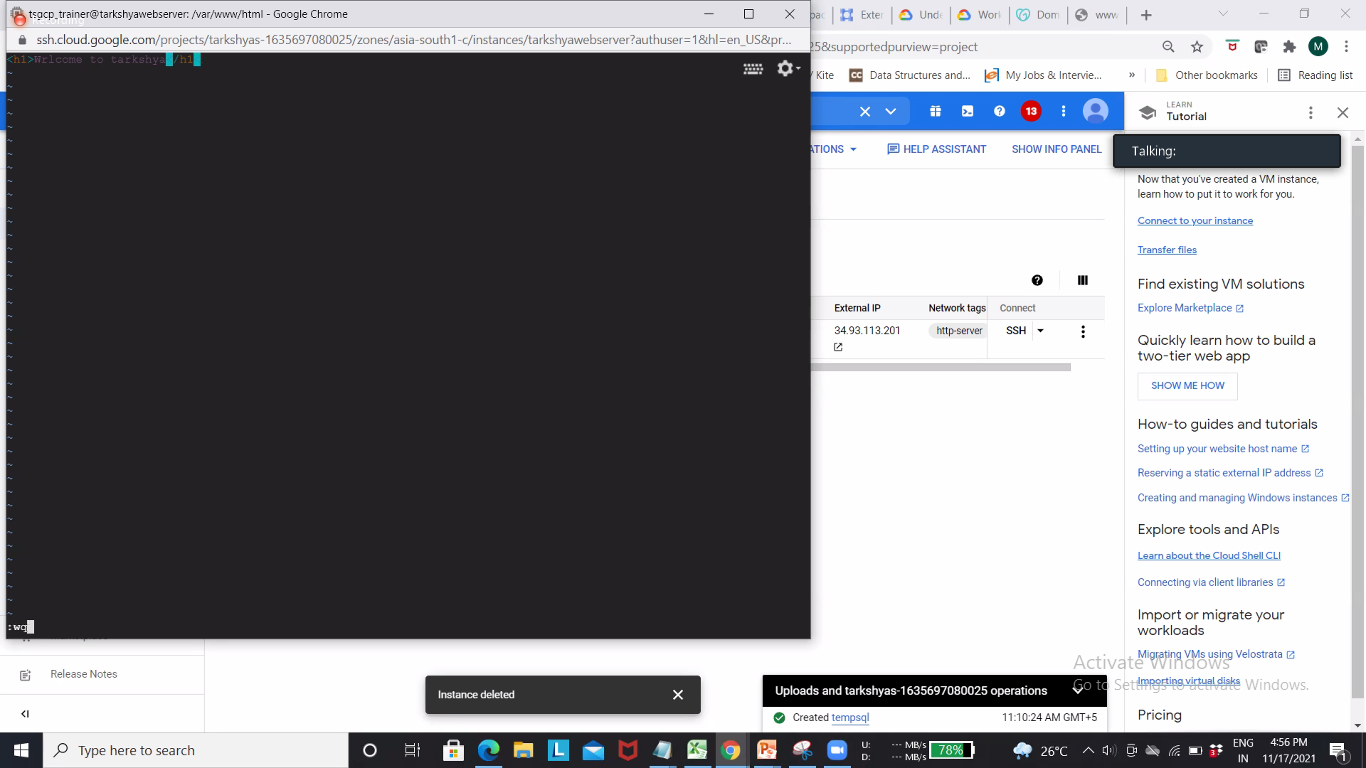 tsgcp_trainer@tarkshyawebserver: /var/www/html - Google Chrome
ssh.cloud.google.com/projects/tarkshyas-1635697080025/zones/asia-south1-c/instances/tarkshyawebserver?authuser=1&hl=en_US&pr...
<h1>Wrlcome to tarkshya</h1
~
:wq
Exter
Unde
Work
Dom
www
25&supportedpurview=project
M
Kite
Data Structures and...
My Jobs & Intervie...
»
Other bookmarks
Reading list
13
LEARN
Tutorial
ATIONS
HELP ASSISTANT
SHOW INFO PANEL
Talking:
Now that you've created a VM instance,
learn how to put it to work for you.
Connect to your instance
Transfer files
Find existing VM solutions
Explore Marketplace
External IP
Network tags
Connect
34.93.113.201
http-server
SSH
Quickly learn how to build a
two-tier web app
SHOW ME HOW
How-to guides and tutorials
Setting up your website host name
Reserving a static external IP address
Creating and managing Windows instances
Explore tools and APIs
Learn about the Cloud Shell CLI
Connecting via client libraries
Import or migrate your
workloads
Migrating VMs using Velostrata
Importing virtual disks
Pricing
Activate Windows
Go to Settings to activate Windows.
Release Notes
Instance deleted
Uploads and tarkshyas-1635697080025 operations
Created tempsql
11:10:24 AM GMT+5
Type here to search
U: --- MB/s
D: --- MB/s
78%
26°C
ENG
IN
4:56 PM
11/17/2021
1